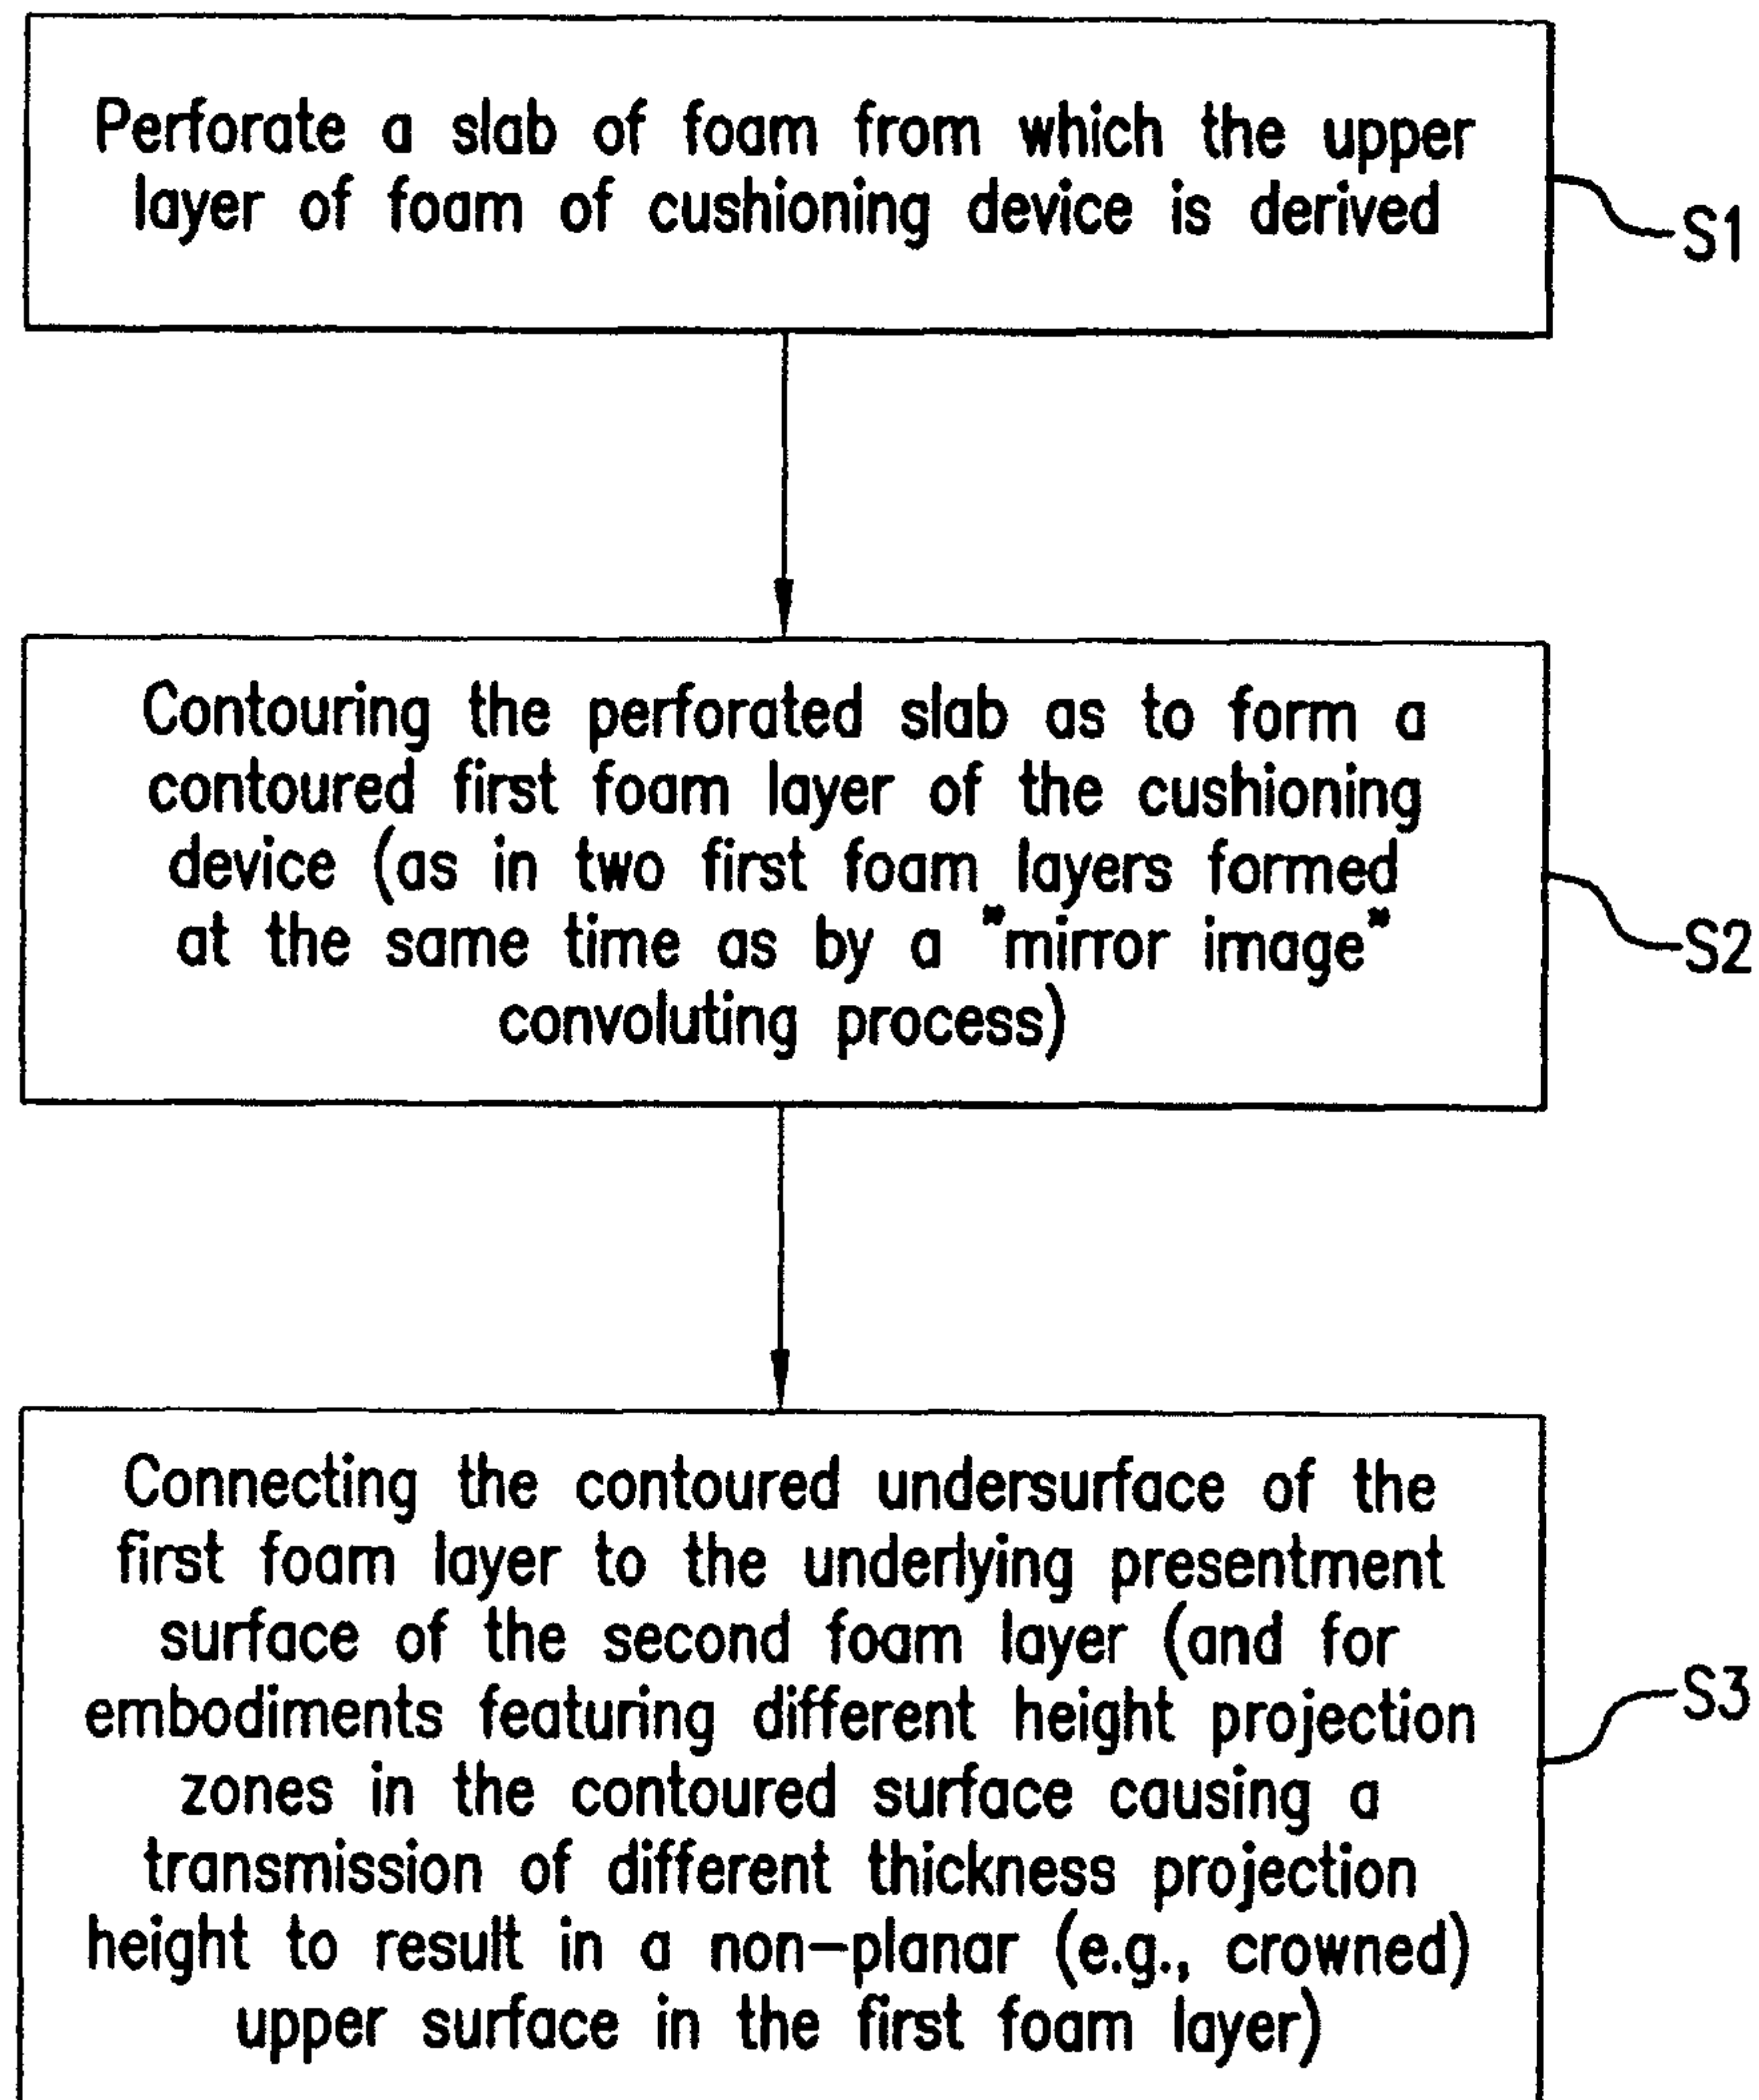 Perforate a slab of foam from which the upper
layer of foam of cushioning device is derived
S1
Contouring the perforated slab as to form a
contoured first foam layer of the cushioning
device (as in two first foam layers formed
at the same time as by a "mirror image"
convoluting process)
S2
Connecting the contoured undersurface of the
first foam layer to the underlying presentment
surface of the second foam layer (and for
embodiments featuring different height projection
zones in the contoured surface causing a
transmission of different thickness projection
height to result in a non-planar (e.g., crowned)
upper surface in the first foam layer)
S3